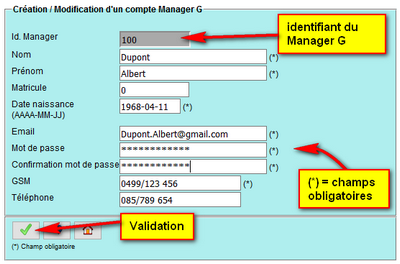 Création / Modification d'un compte Manager G
Id. Manager 100
Nom Dupont (*)
Prénom Albert (*)
Matricule 0
Date naissance 1968-04-11 (*)
(AAAA-MM-JJ)
Email Dupont.Albert@gmail.com (*)
Mot de passe ************ (*)
Confirmation mot de passe ************ (*)
GSM 0499/123 456 (*)
Téléphone 085/789 654
(*) Champ obligatoire
identifiant du
Manager G
(*) = champs
obligatoires
Validation